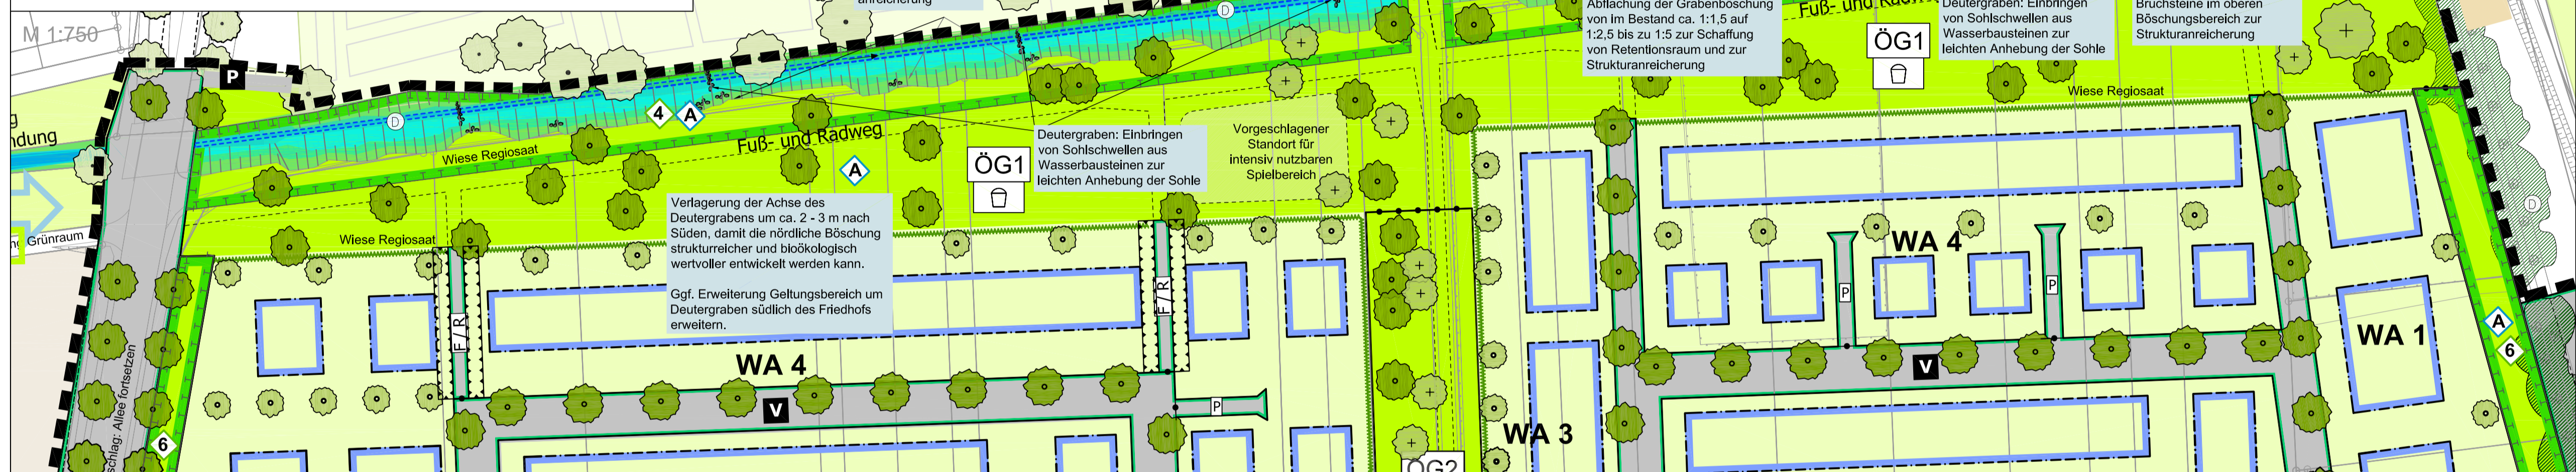 anreicherung
M 1:750
P
D
4
A
Fuß- und Radweg
Wiese Regiosaat
A
ÖG1
Deutergraben: Einbringen
von Sohlschwellen aus
Wasserbausteinen zur
leichten Anhebung der Sohle
Vorgeschlagener
Standort für
intensiv nutzbaren
Spielbereich
D
Abflachung der Grabenböschung
von im Bestand ca. 1:1,5 auf
1:2,5 bis zu 1:5 zur Schaffung
von Retentionsraum und zur
Strukturanreicherung
Fuß- und
ÖG1
Deutergraben: Einbringen
von Sohlschwellen aus
Wasserbausteinen zur
leichten Anhebung der Sohle
Bruchsteine im oberen
Böschungsbereich zur
Strukturanreicherung
Wiese Regiosaat
D
Grünraum
Wiese Regiosaat
Verlagerung der Achse des
Deutergrabens um ca. 2 - 3 m nach
Süden, damit die nördliche Böschung
strukturreicher und bioökologisch
wertvoller entwickelt werden kann.
Ggf. Erweiterung Geltungsbereich um
Deutergraben südlich des Friedhofs
erweitern.
F / R
F / R
WA 4
V
P
WA 4
P
P
V
WA 3
WA 1
A
6
ÖG2
Allee fortsetzen
6